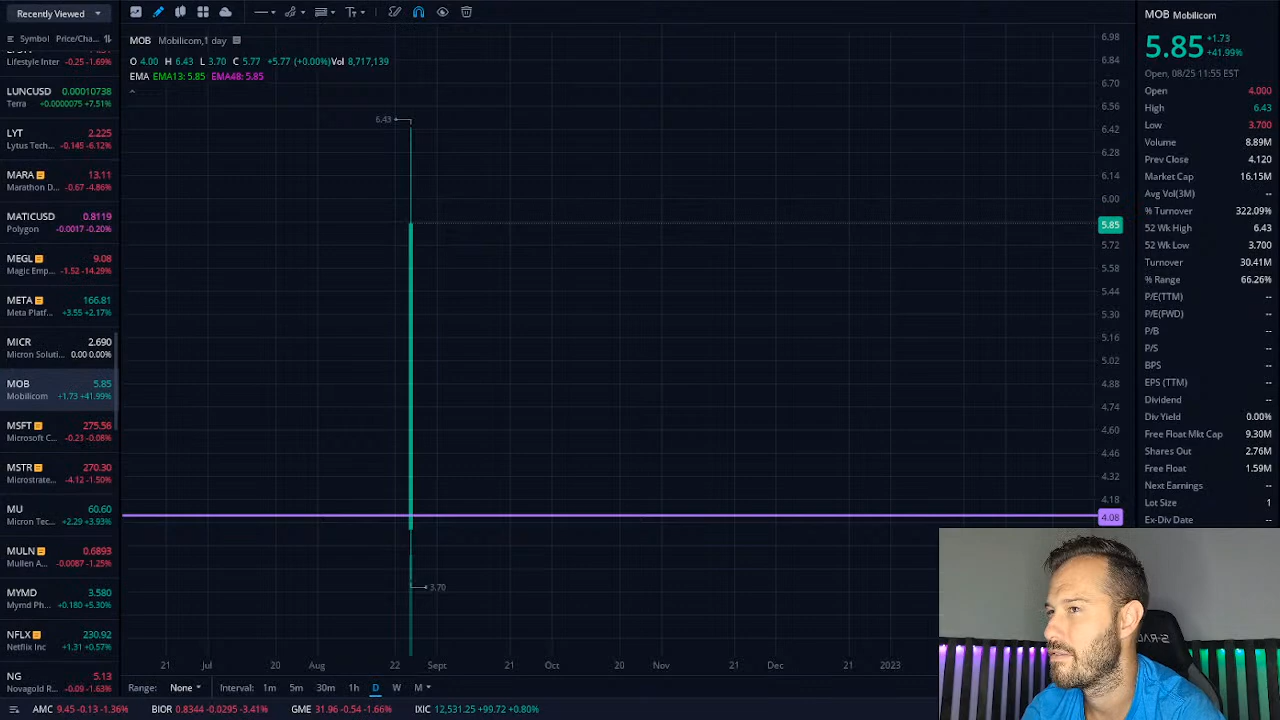 Recently Viewed
Symbol Price/Cha...
Lifestyle Inter -0.25 -1.69%
LUNCUSD 0.00010738
Terra +0.0000075 +7.51%
LYT 2.225
Lytus Tech... -0.145 -6.12%
MARA 13.11
Marathon D... -0.67 -4.86%
MATICUSD 0.8119
Polygon -0.0017 -0.20%
MEGL 9.08
Magic Emp... -1.52 -14.29%
META 166.81
Meta Platf... +3.55 +2.17%
MICR 2.690
Micron Soluti... 0.00 0.00%
MOB 5.85
Mobilicom +1.73 +41.99%
MSFT 275.56
Microsoft C... -0.23 -0.08%
MSTR 270.30
Microstrate... -4.12 -1.50%
MU 60.60
Micron Tec... +2.29 +3.93%
MULN 0.6893
Mullen A... -0.0087 -1.25%
MYMD 3.580
Mymd Ph... +0.180 +5.30%
NFLX 230.92
Netflix Inc +1.31 +0.57%
NG 5.13
Novagold R... -0.09 -1.63%
MOB Mobilicom,1 day
O 4.00 H 6.43 L 3.70 C 5.77 +5.77 (+0.00%) Vol 8,717,139
EMA EMA13: 5.85 EMA48: 5.85
6.43
3.70
6.98
6.84
6.70
6.56
6.42
6.28
6.14
6.00
5.85
5.72
5.58
5.44
5.30
5.16
5.02
4.88
4.74
4.60
4.46
4.32
4.18
4.08
21 Jul 20 Aug 22 Sept 21 Oct 20 Nov 21 Dec 21 2023
Range: None Interval: 1m 5m 30m 1h D W M
AMC 9.45 -0.13 -1.36% BIOR 0.8344 -0.0295 -3.41% GME 31.96 -0.54 -1.66% IXIC 12,531.25 +99.72 +0.80%
MOB Mobilicom
5.85 +1.73
+41.99%
Open, 08/25 11:55 EST
Open 4.000
High 6.43
Low 3.700
Volume 8.89M
Prev Close 4.120
Market Cap 16.15M
Avg Vol(3M) --
% Turnover 322.09%
52 Wk High 6.43
52 Wk Low 3.700
Turnover 30.41M
% Range 66.26%
P/E(TTM) --
P/E(FWD) --
P/B --
P/S --
BPS --
EPS (TTM) --
Dividend --
Div Yield 0.00%
Free Float Mkt Cap 9.30M
Shares Out 2.76M
Free Float 1.59M
Next Earnings --
Lot Size 1
Ex-Div Date --